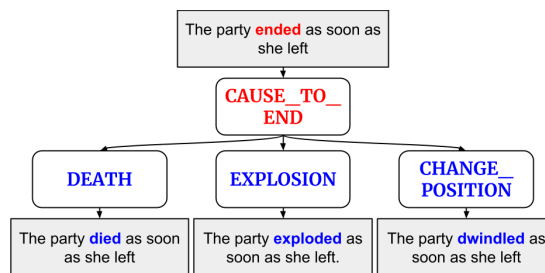 The party ended as soon as
she left
CAUSE_TO_
END
DEATH
EXPLOSION
CHANGE_
POSITION
The party died as soon
as she left
The party exploded as
soon as she left.
The party dwindled as
soon as she left